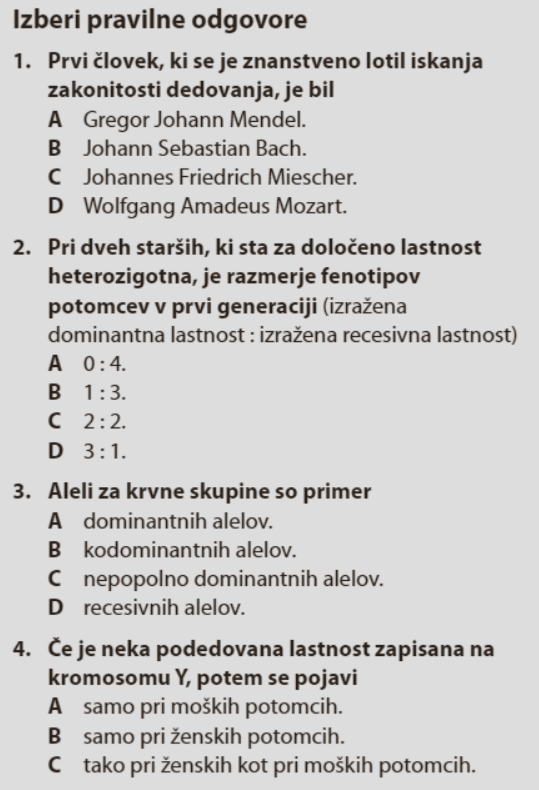 Izberi pravilne odgovore
1. Prvi človek, ki se je znanstveno lotil iskanja
zakonitosti dedovanja, je bil
A Gregor Johann Mendel.
B Johann Sebastian Bach.
C Johannes Friedrich Miescher.
D Wolfgang Amadeus Mozart.
2. Pri dveh starših, ki sta za določeno lastnost
heterozigotna, je razmerje fenotipov
potomcev v prvi generaciji (izražena
dominantna lastnost : izražena recesivna lastnost)
A 0 : 4.
B 1 : 3.
C 2 : 2.
D 3 : 1.
3. Aleli za krvne skupine so primer
A dominantnih alelov.
B kodominantnih alelov.
C nepopolno dominantnih alelov.
D recesivnih alelov.
4. Če je neka podedovana lastnost zapisana na
kromosomu Y, potem se pojavi
A samo pri moških potomcih.
B samo pri ženskih potomcih.
C tako pri ženskih kot pri moških potomcih.